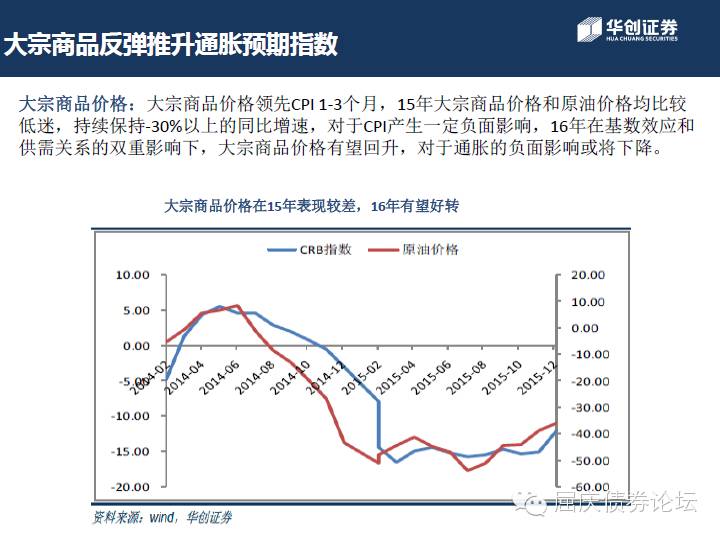 大宗商品反弹推升通胀预期指数
华创证券
HUA CHUANG SECURITIES
大宗商品价格：大宗商品价格领先CPI 1-3个月，15年大宗商品价格和原油价格均比较
低迷，持续保持-30%以上的同比增速，对于CPI产生一定负面影响，16年在基数效应和
供需关系的双重影响下，大宗商品价格有望回升，对于通胀的负面影响或将下降。
大宗商品价格在15年表现较差，16年有望好转
CRB指数
原油价格
10.00
5.00
0.00
-5.00
-10.00
-15.00
-20.00
2014-02
2014-04
2014-06
2014-08
2014-10
2014-12
2015-02
2015-04
2015-06
2015-08
2015-10
2015-12
20.00
10.00
0.00
-10.00
-20.00
-30.00
-40.00
-50.00
-60.00
资料来源：wind，华创证券
屈庆债券论坛